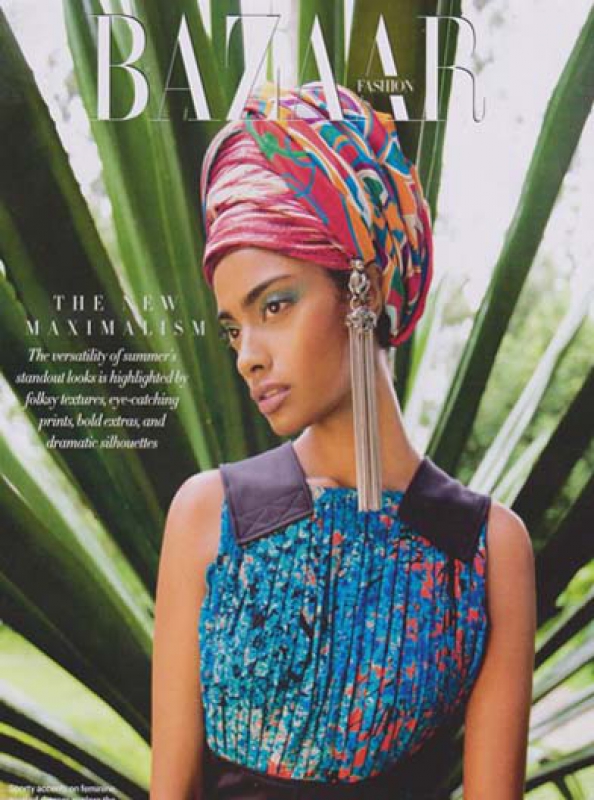 BAZAAR
FASHION
THE NEW
MAXIMALISM
The versatility of summer's
standout looks is highlighted by
folksy textures, eye-catching
prints, bold extras, and
dramatic silhouettes
Sporty accents on feminine,